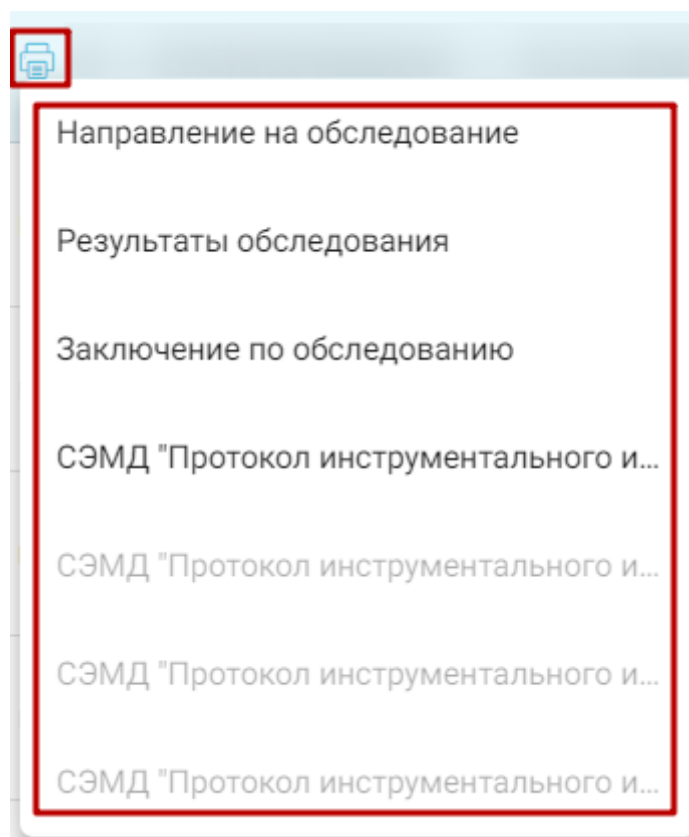 Направление на обследование
Результаты обследования
Заключение по обследованию
СЭМД "Протокол инструментального и...
СЭМД "Протокол инструментального и...
СЭМД "Протокол инструментального и...
СЭМД "Протокол инструментального и...